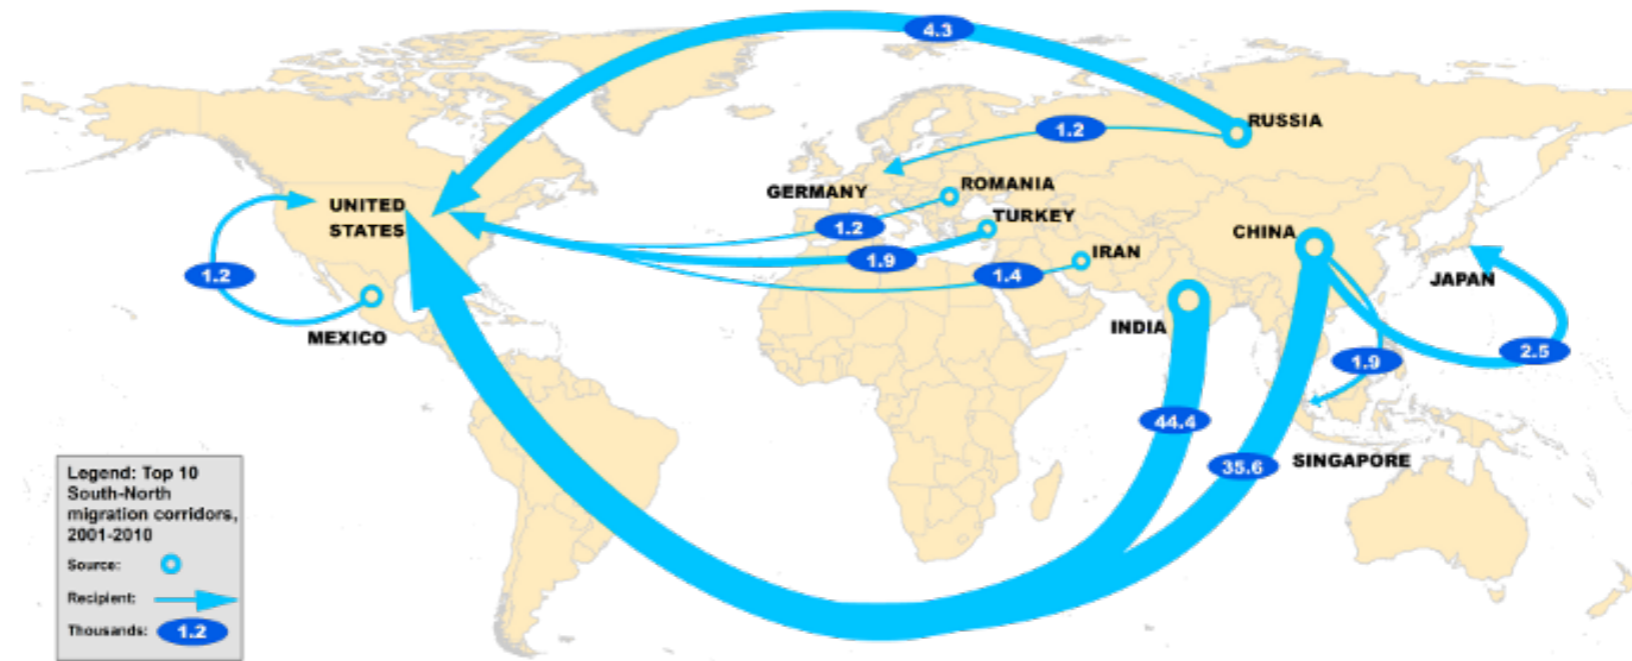 4.3
RUSSIA
1.2
GERMANY
ROMANIA
UNITED
STATES
1.2
TURKEY
CHINA
1.9
IRAN
1.2
1.4
JAPAN
MEXICO
INDIA
2.5
1.9
44.4
35.6
SINGAPORE
Legend: Top 10
South-North
migration corridors,
2001-2010
Source:
Recipient:
Thousands: 1.2